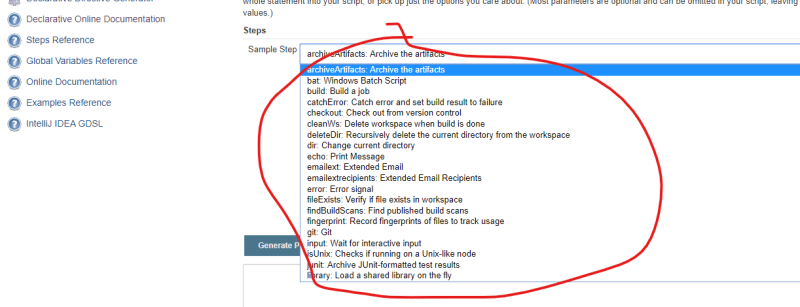 Declarative Directive Generator
Declarative Online Documentation
Steps Reference
Global Variables Reference
Online Documentation
Examples Reference
IntelliJ IDEA GDSL
whole statement into your script, or pick up just the options you care about. (Most parameters are optional and can be omitted in your script, leaving
values.)
Steps
Sample Step
archiveArtifacts: Archive the artifacts
archiveArtifacts: Archive the artifacts
bat: Windows Batch Script
build: Build a job
catchError: Catch error and set build result to failure
checkout: Check out from version control
cleanWs: Delete workspace when build is done
deleteDir: Recursively delete the current directory from the workspace
dir: Change current directory
echo: Print Message
emailext: Extended Email
emailextrecipients: Extended Email Recipients
error: Error signal
fileExists: Verify if file exists in workspace
findBuildScans: Find published build scans
fingerprint: Record fingerprints of files to track usage
git: Git
input: Wait for interactive input
isUnix: Checks if running on a Unix-like node
junit: Archive JUnit-formatted test results
library: Load a shared library on the fly
Generate P